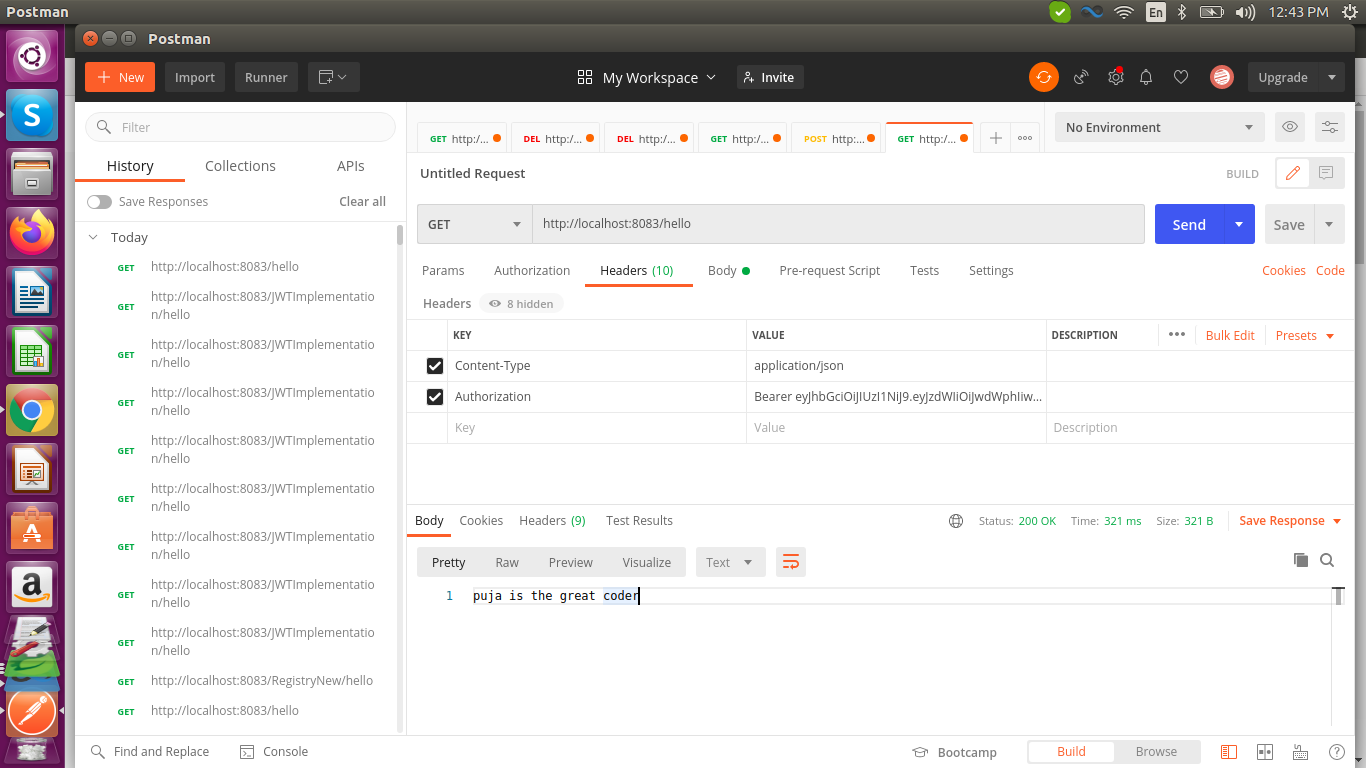 Postman
En
12:43 PM
Postman
New
Import
Runner
My Workspace
Invite
Upgrade
Filter
History
Collections
APIs
Save Responses
Clear all
Today
GET http://localhost:8083/hello
GET http://localhost:8083/JWTImplementatio
n/hello
GET http://localhost:8083/JWTImplementatio
n/hello
GET http://localhost:8083/JWTImplementatio
n/hello
GET http://localhost:8083/JWTImplementatio
n/hello
GET http://localhost:8083/JWTImplementatio
n/hello
GET http://localhost:8083/JWTImplementatio
n/hello
GET http://localhost:8083/JWTImplementatio
n/hello
GET http://localhost:8083/JWTImplementatio
n/hello
GET http://localhost:8083/RegistryNew/hello
GET http://localhost:8083/hello
GET http:/...
DEL http:/...
DEL http:/...
GET http:/...
POST http:...
GET http:/...
No Environment
Untitled Request
BUILD
GET
http://localhost:8083/hello
Send
Save
Params
Authorization
Headers (10)
Body
Pre-request Script
Tests
Settings
Cookies
Code
Headers
8 hidden
KEY
VALUE
DESCRIPTION
Bulk Edit
Presets
Content-Type
application/json
Authorization
Bearer eyJhbGciOiJIUzI1NiJ9.eyJzdWIiOiJwdWphIiw...
Key
Value
Description
Body
Cookies
Headers (9)
Test Results
Status: 200 OK
Time: 321 ms
Size: 321 B
Save Response
Pretty
Raw
Preview
Visualize
Text
1 puja is the great coder
Find and Replace
Console
Bootcamp
Build
Browse